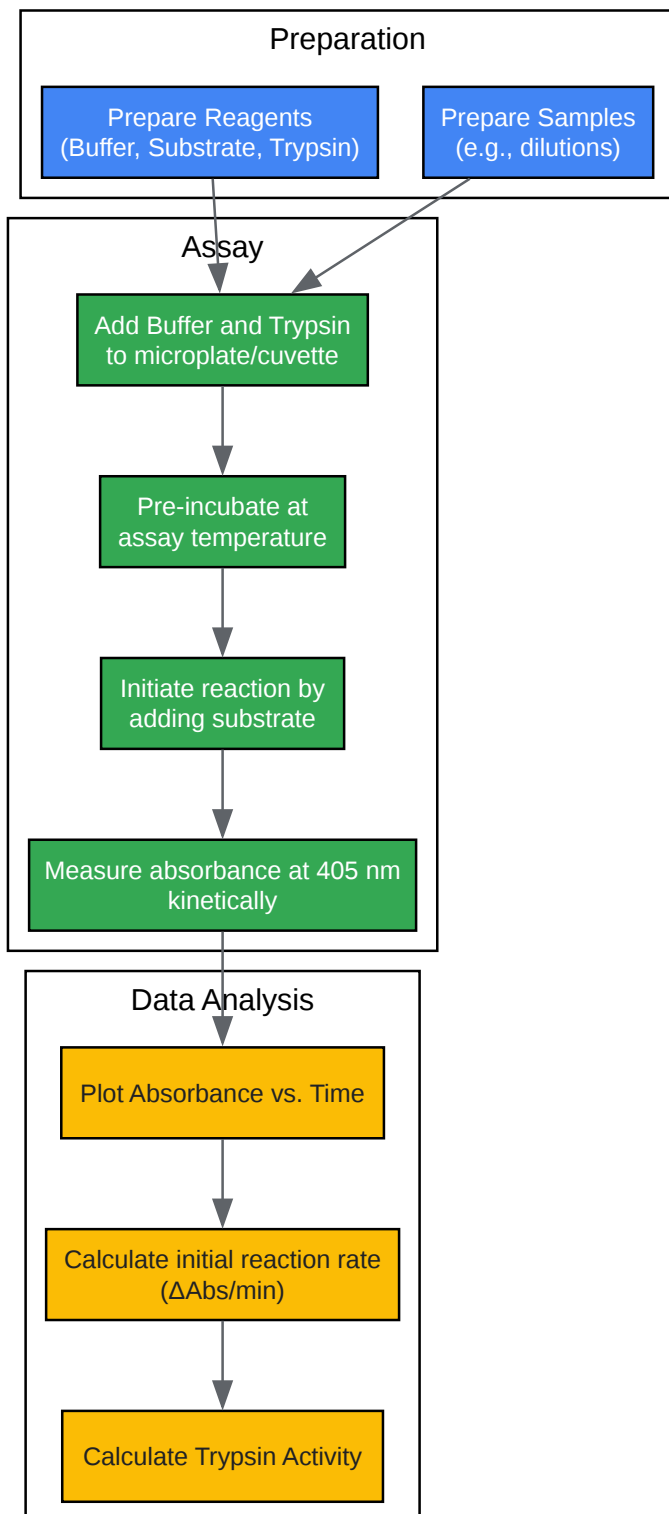 Preparation
Prepare Reagents
(Buffer, Substrate, Trypsin)
Prepare Samples
(e.g., dilutions)
Assay
Add Buffer and Trypsin
to microplate/cuvette
Pre-incubate at
assay temperature
Initiate reaction by
adding substrate
Measure absorbance at 405 nm
kinetically
Data Analysis
Plot Absorbance vs. Time
Calculate initial reaction rate
(ΔAbs/min)
Calculate Trypsin Activity